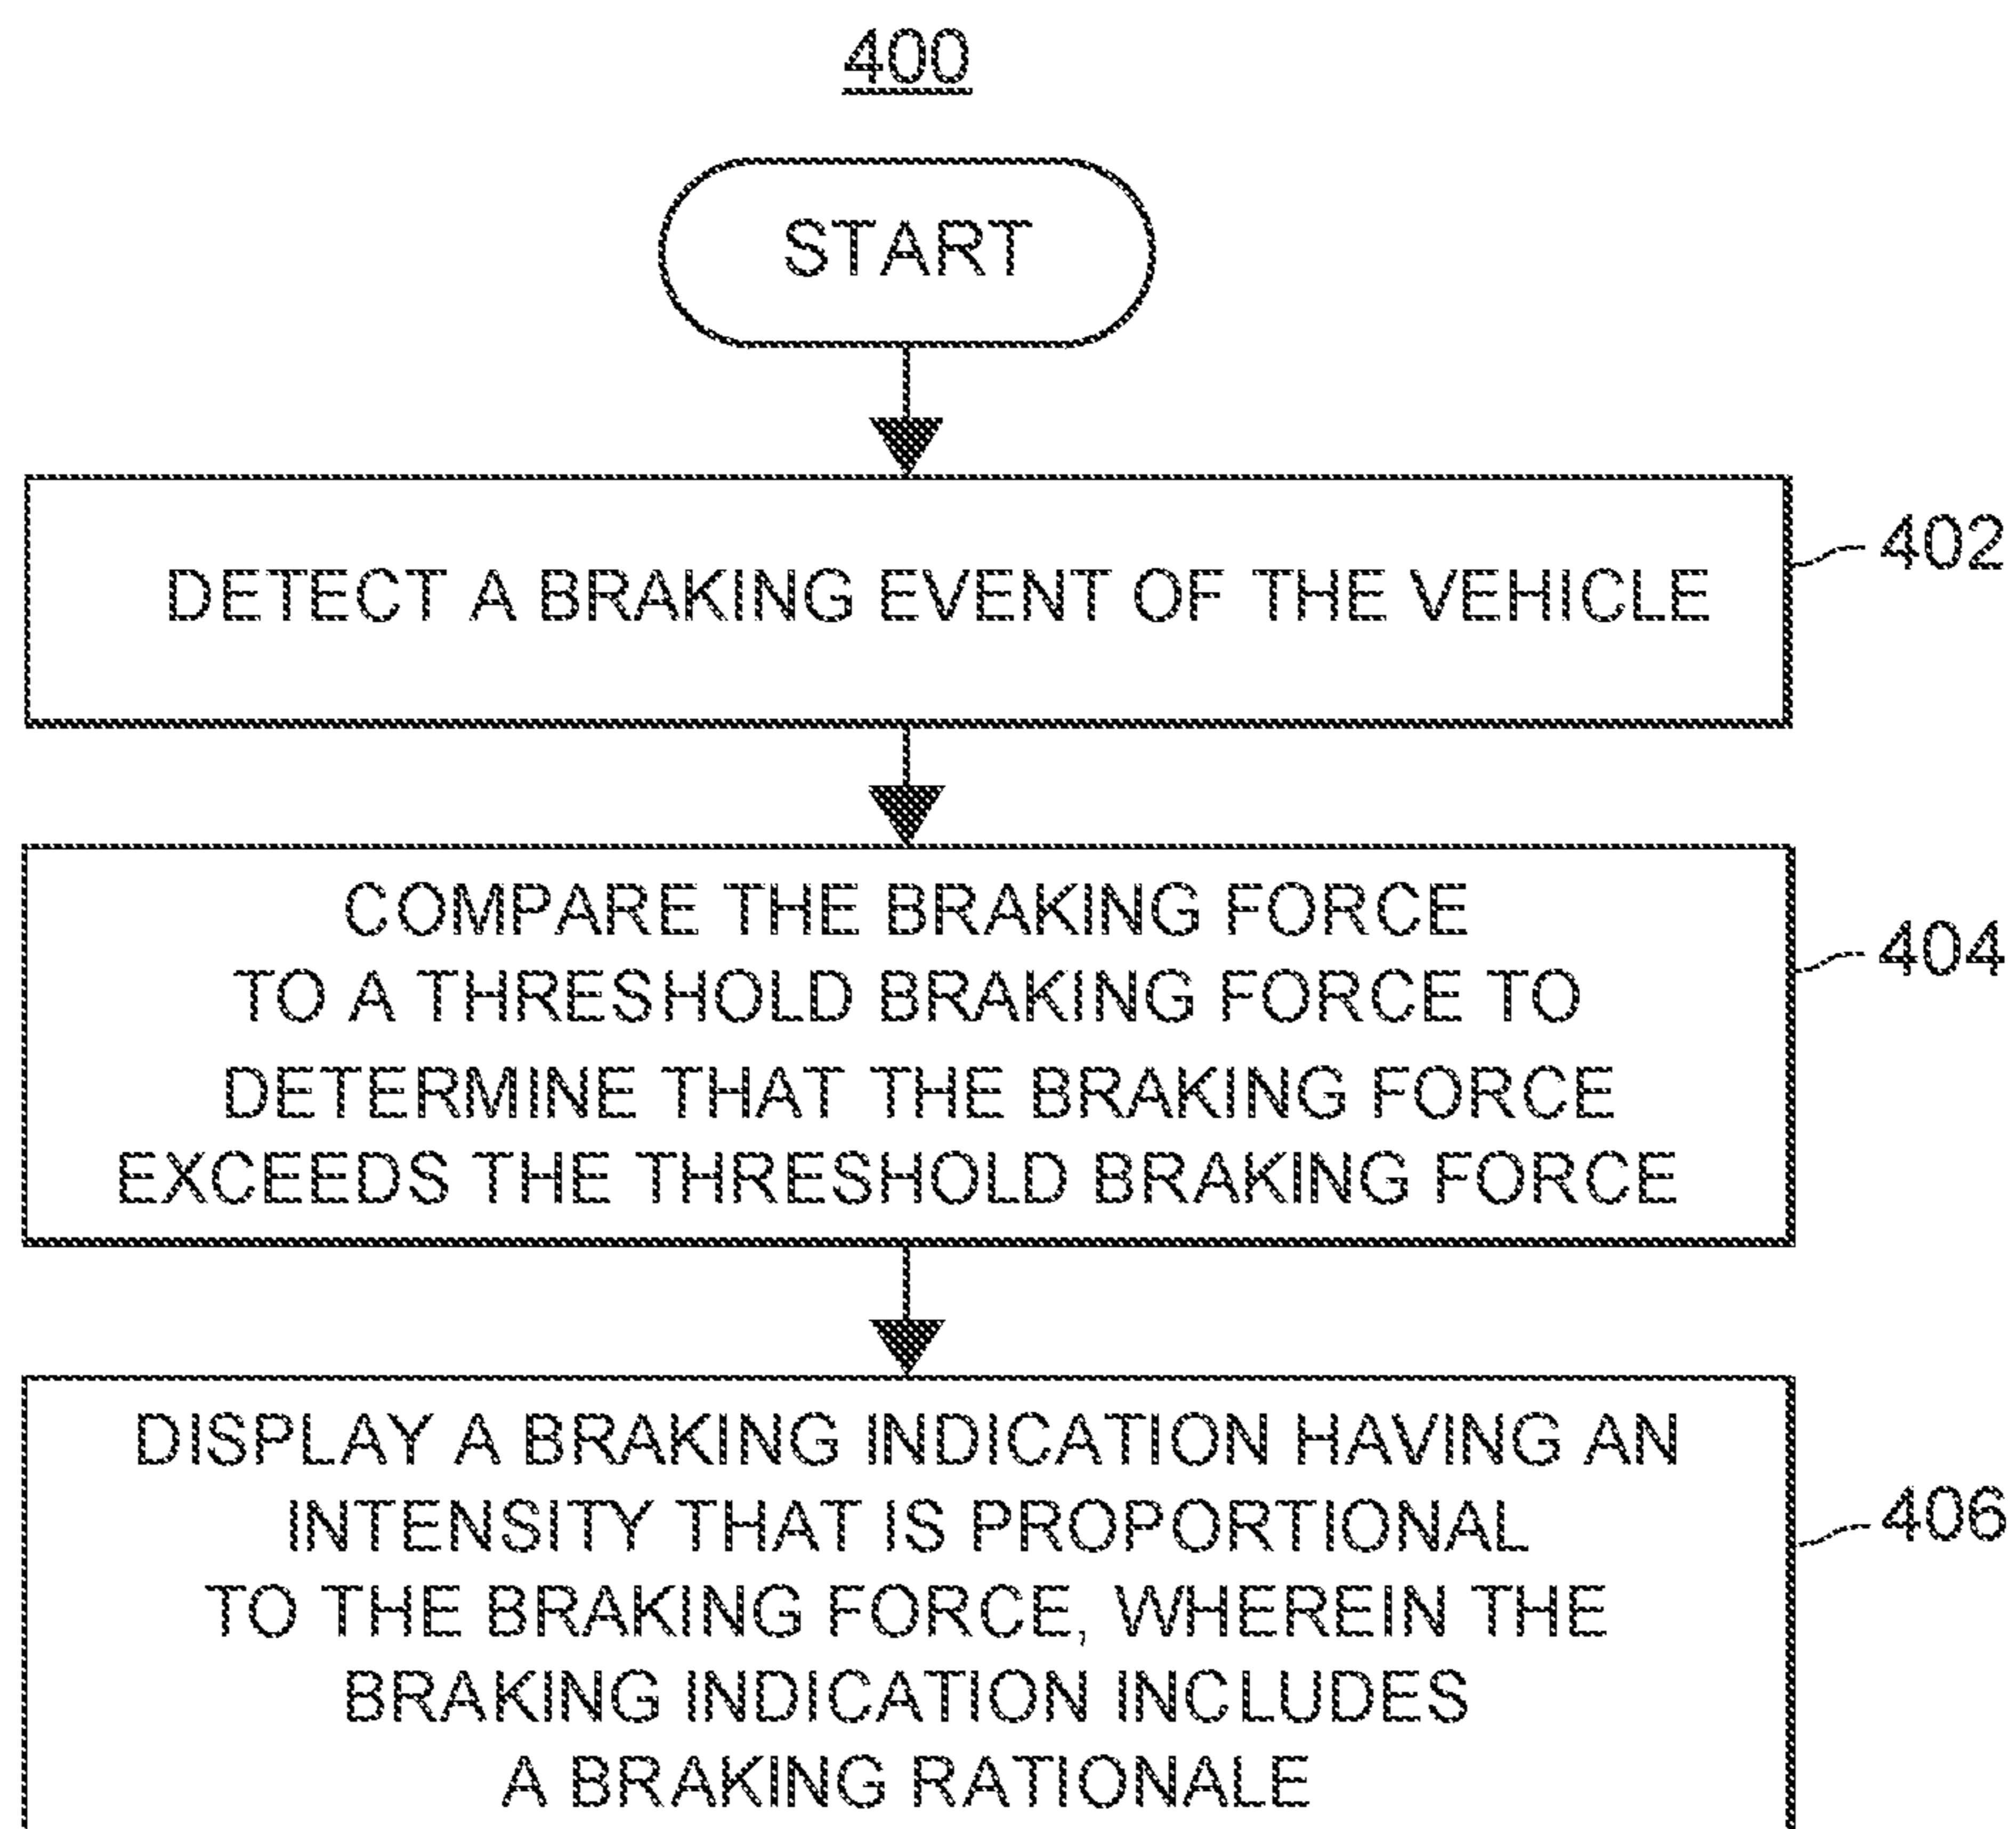 400
START
DETECT A BRAKING EVENT OF THE VEHICLE
402
COMPARE THE BRAKING FORCE
TO A THRESHOLD BRAKING FORCE TO
DETERMINE THAT THE BRAKING FORCE
EXCEEDS THE THRESHOLD BRAKING FORCE
404
DISPLAY A BRAKING INDICATION HAVING AN
INTENSITY THAT IS PROPORTIONAL
TO THE BRAKING FORCE, WHEREIN THE
BRAKING INDICATION INCLUDES
A BRAKING RATIONALE
406